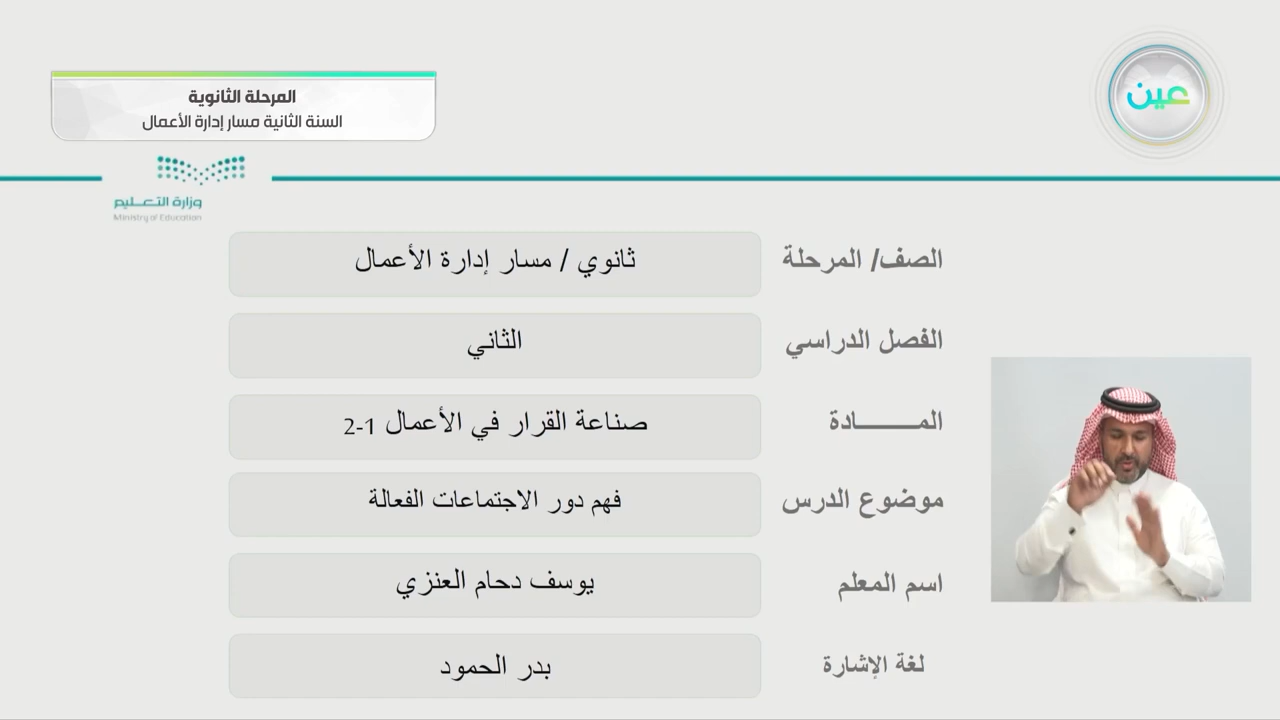 عين
المرحلة الثانوية
السنة الثانية مسار إدارة الأعمال
وزارة التعـليم
Ministry of Education
الصف/ المرحلة
ثانوي / مسار إدارة الأعمال
الفصل الدراسي
الثاني
المـــــــادة
صناعة القرار في الأعمال 1-2
موضوع الدرس
فهم دور الاجتماعات الفعالة
اسم المعلم
يوسف دحام العنزي
لغة الإشارة
بدر الحمود